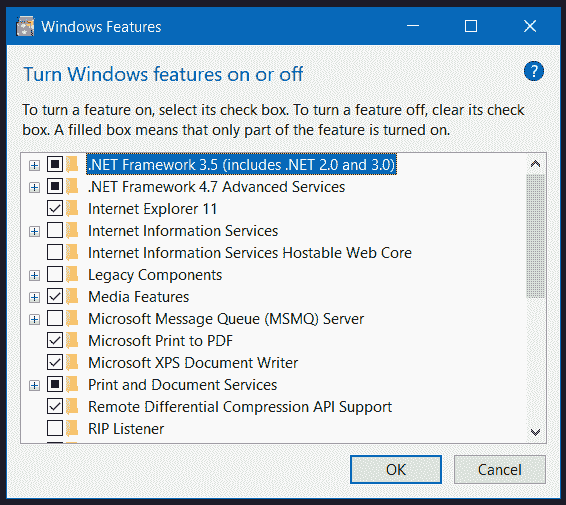 Windows Features
Turn Windows features on or off
?
To turn a feature on, select its check box. To turn a feature off, clear its check
box. A filled box means that only part of the feature is turned on.
.NET Framework 3.5 (includes .NET 2.0 and 3.0)
.NET Framework 4.7 Advanced Services
Internet Explorer 11
Internet Information Services
Internet Information Services Hostable Web Core
Legacy Components
Media Features
Microsoft Message Queue (MSMQ) Server
Microsoft Print to PDF
Microsoft XPS Document Writer
Print and Document Services
Remote Differential Compression API Support
RIP Listener
OK
Cancel